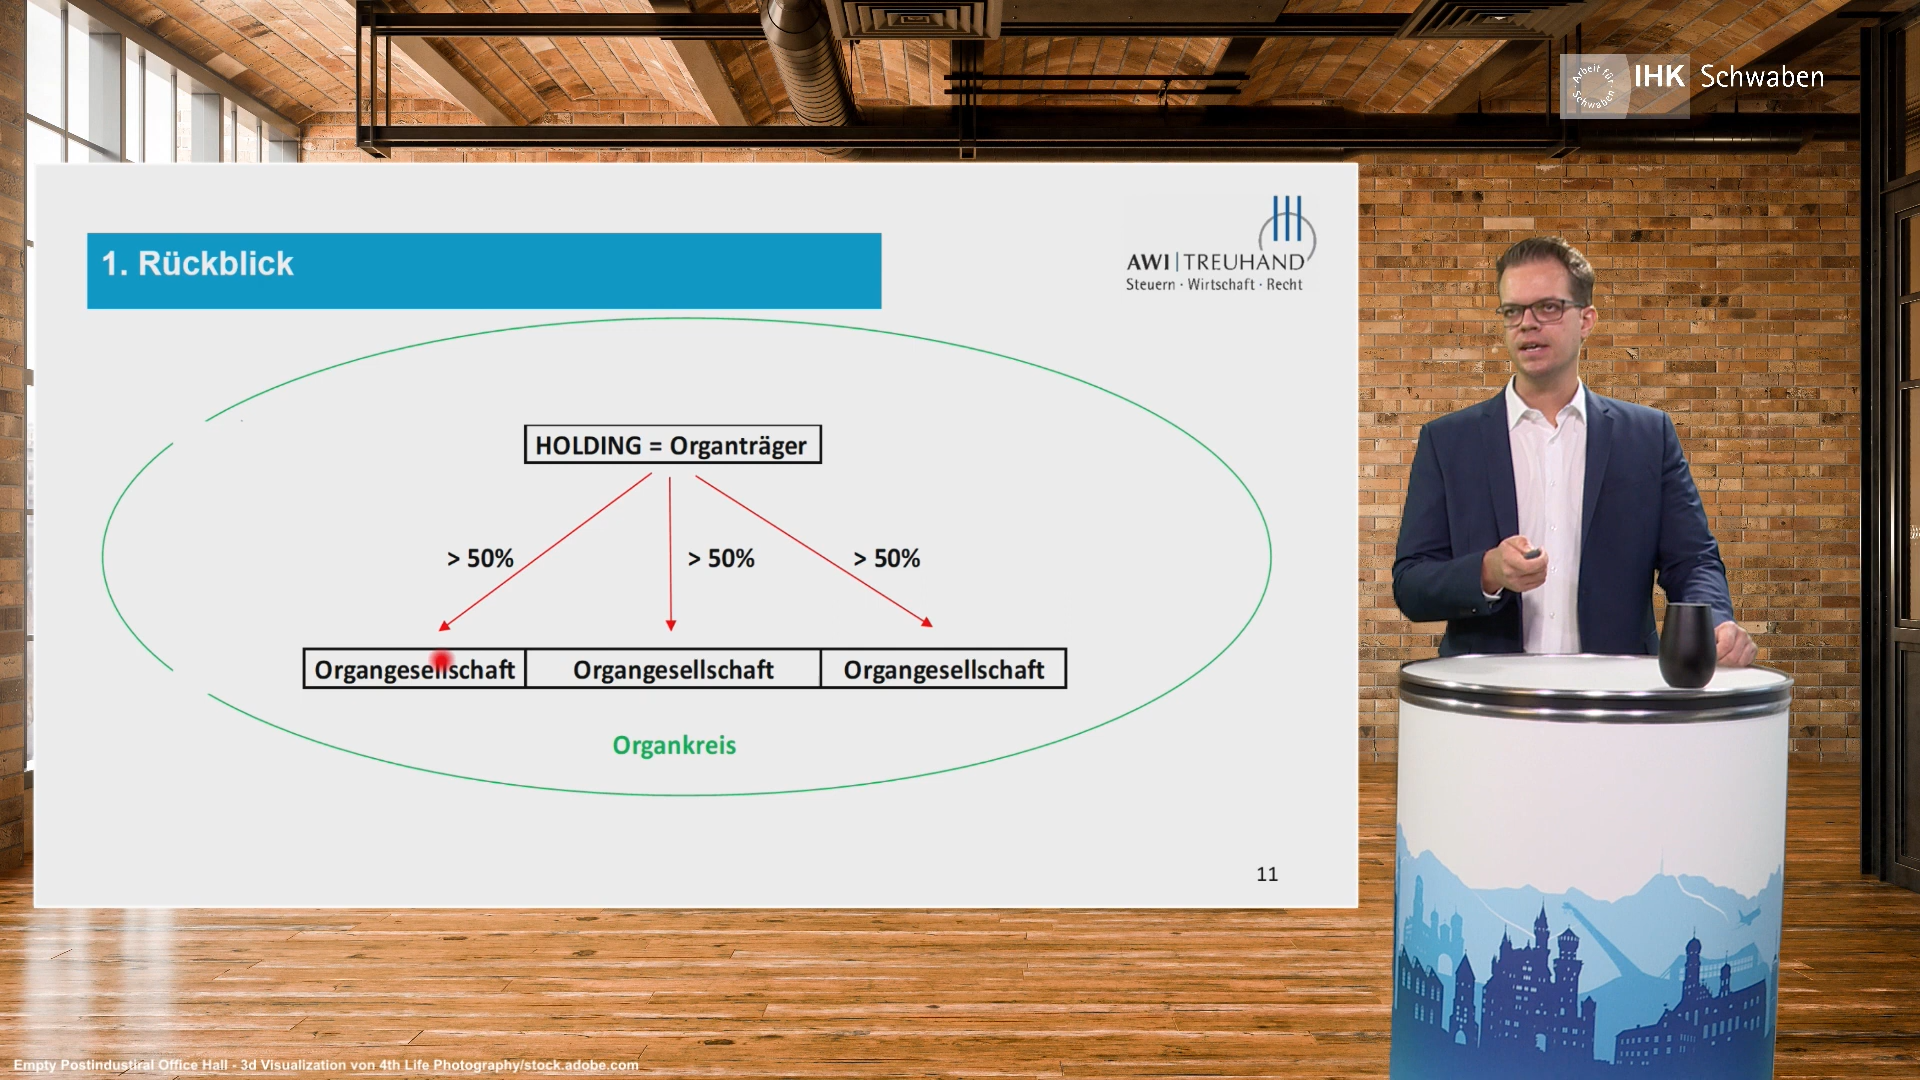 Arbeit für
Schwaben
IHK Schwaben
1. Rückblick
AWI|TREUHAND
Steuern · Wirtschaft · Recht
HOLDING = Organträger
> 50%
> 50%
> 50%
Organgesellschaft
Organgesellschaft
Organgesellschaft
Organkreis
11
Empty Postindustiral Office Hall - 3d Visualization von 4th Life Photography/stock.adobe.com